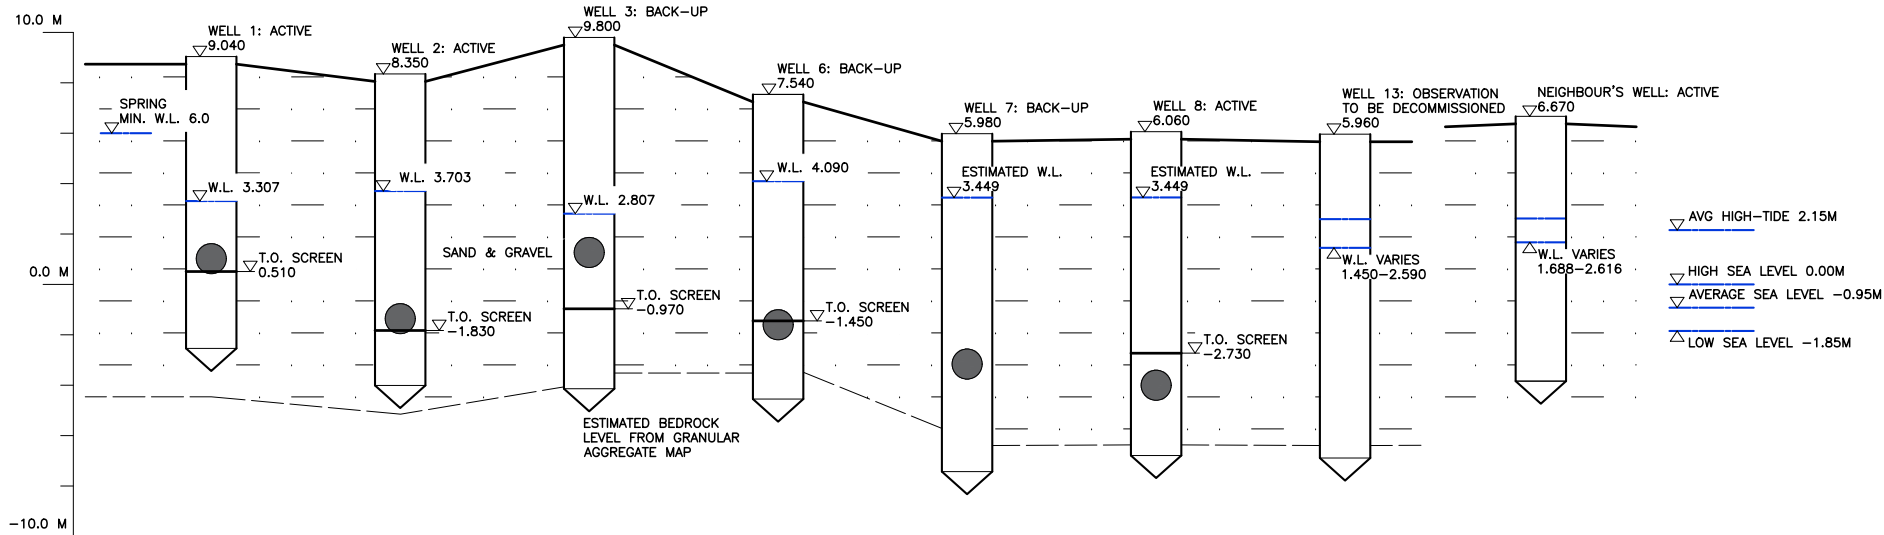 10.0 M
0.0 M
-10.0 M
SPRING
MIN. W.L. 6.0
WELL 1: ACTIVE
9.040
W.L. 3.307
T.O. SCREEN
0.510
WELL 2: ACTIVE
8.350
W.L. 3.703
T.O. SCREEN
-1.830
SAND & GRAVEL
WELL 3: BACK-UP
9.800
W.L. 2.807
T.O. SCREEN
-0.970
ESTIMATED BEDROCK
LEVEL FROM GRANULAR
AGGREGATE MAP
WELL 6: BACK-UP
7.540
W.L. 4.090
T.O. SCREEN
-1.450
WELL 7: BACK-UP
5.980
ESTIMATED W.L.
3.449
WELL 8: ACTIVE
6.060
ESTIMATED W.L.
3.449
T.O. SCREEN
-2.730
WELL 13: OBSERVATION
TO BE DECOMMISSIONED
5.960
W.L. VARIES
1.450-2.590
NEIGHBOUR'S WELL: ACTIVE
6.670
W.L. VARIES
1.688-2.616
AVG HIGH-TIDE 2.15M
HIGH SEA LEVEL 0.00M
AVERAGE SEA LEVEL -0.95M
LOW SEA LEVEL -1.85M